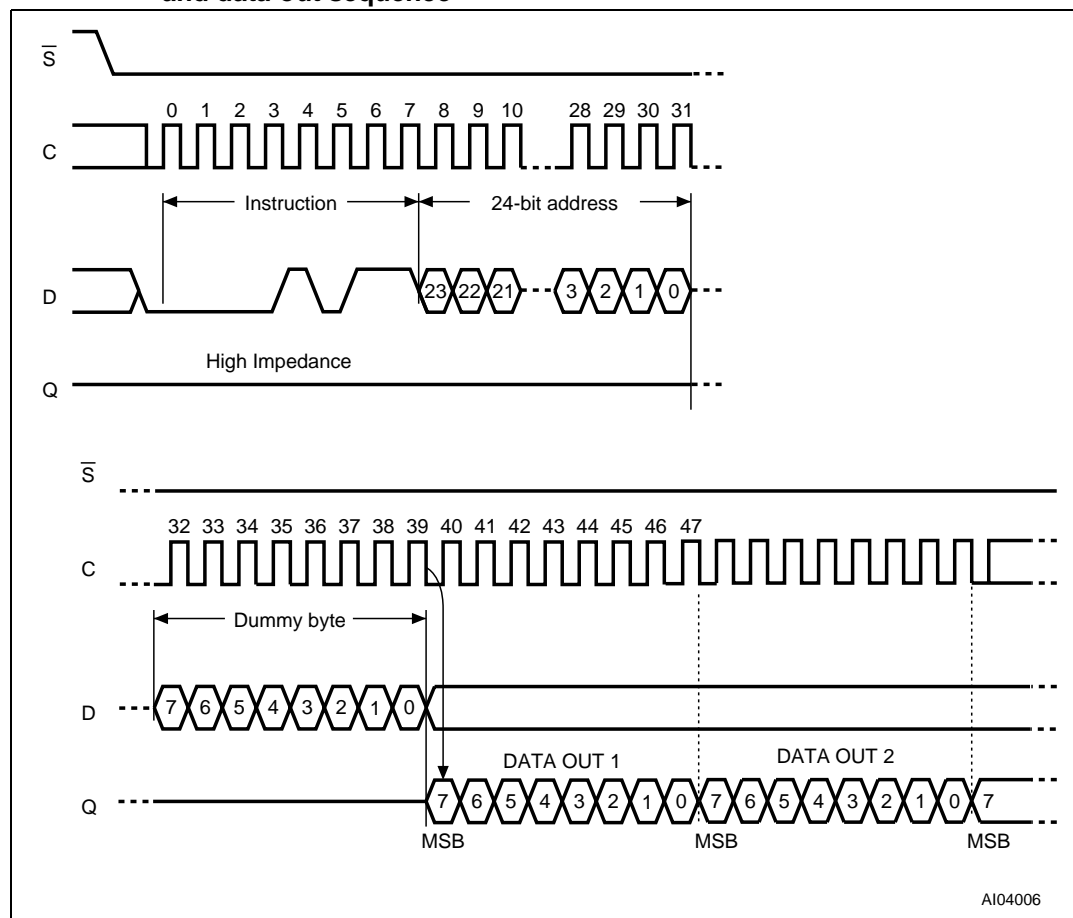 and data-out sequence
S
0 1 2 3 4 5 6 7 8 9 10 28 29 30 31
C
Instruction 24-bit address
D 23 22 21 3 2 1 0
High Impedance
Q
S
32 33 34 35 36 37 38 39 40 41 42 43 44 45 46 47
C
Dummy byte
D 7 6 5 4 3 2 1 0
DATA OUT 1 DATA OUT 2
Q 7 6 5 4 3 2 1 0 7 6 5 4 3 2 1 0 7
MSB MSB MSB
AI04006